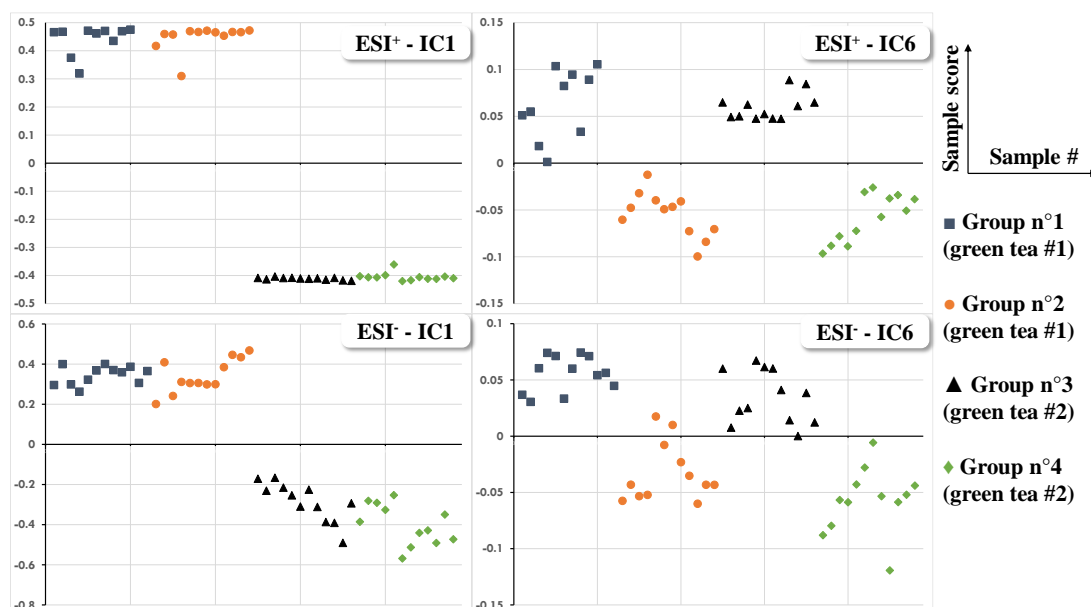 ESI⁺ - IC1
0.5
0.4
0.3
0.2
0.1
0
-0.1
-0.2
-0.3
-0.4
-0.5
ESI⁺ - IC6
0.15
0.1
0.05
0
-0.05
-0.1
-0.15
ESI⁻ - IC1
0.6
0.4
0.2
0
-0.2
-0.4
-0.6
-0.8
ESI⁻ - IC6
0.1
0.05
0
-0.05
-0.1
-0.15
Sample score
Sample #
Group n°1
(green tea #1)
Group n°2
(green tea #1)
Group n°3
(green tea #2)
Group n°4
(green tea #2)